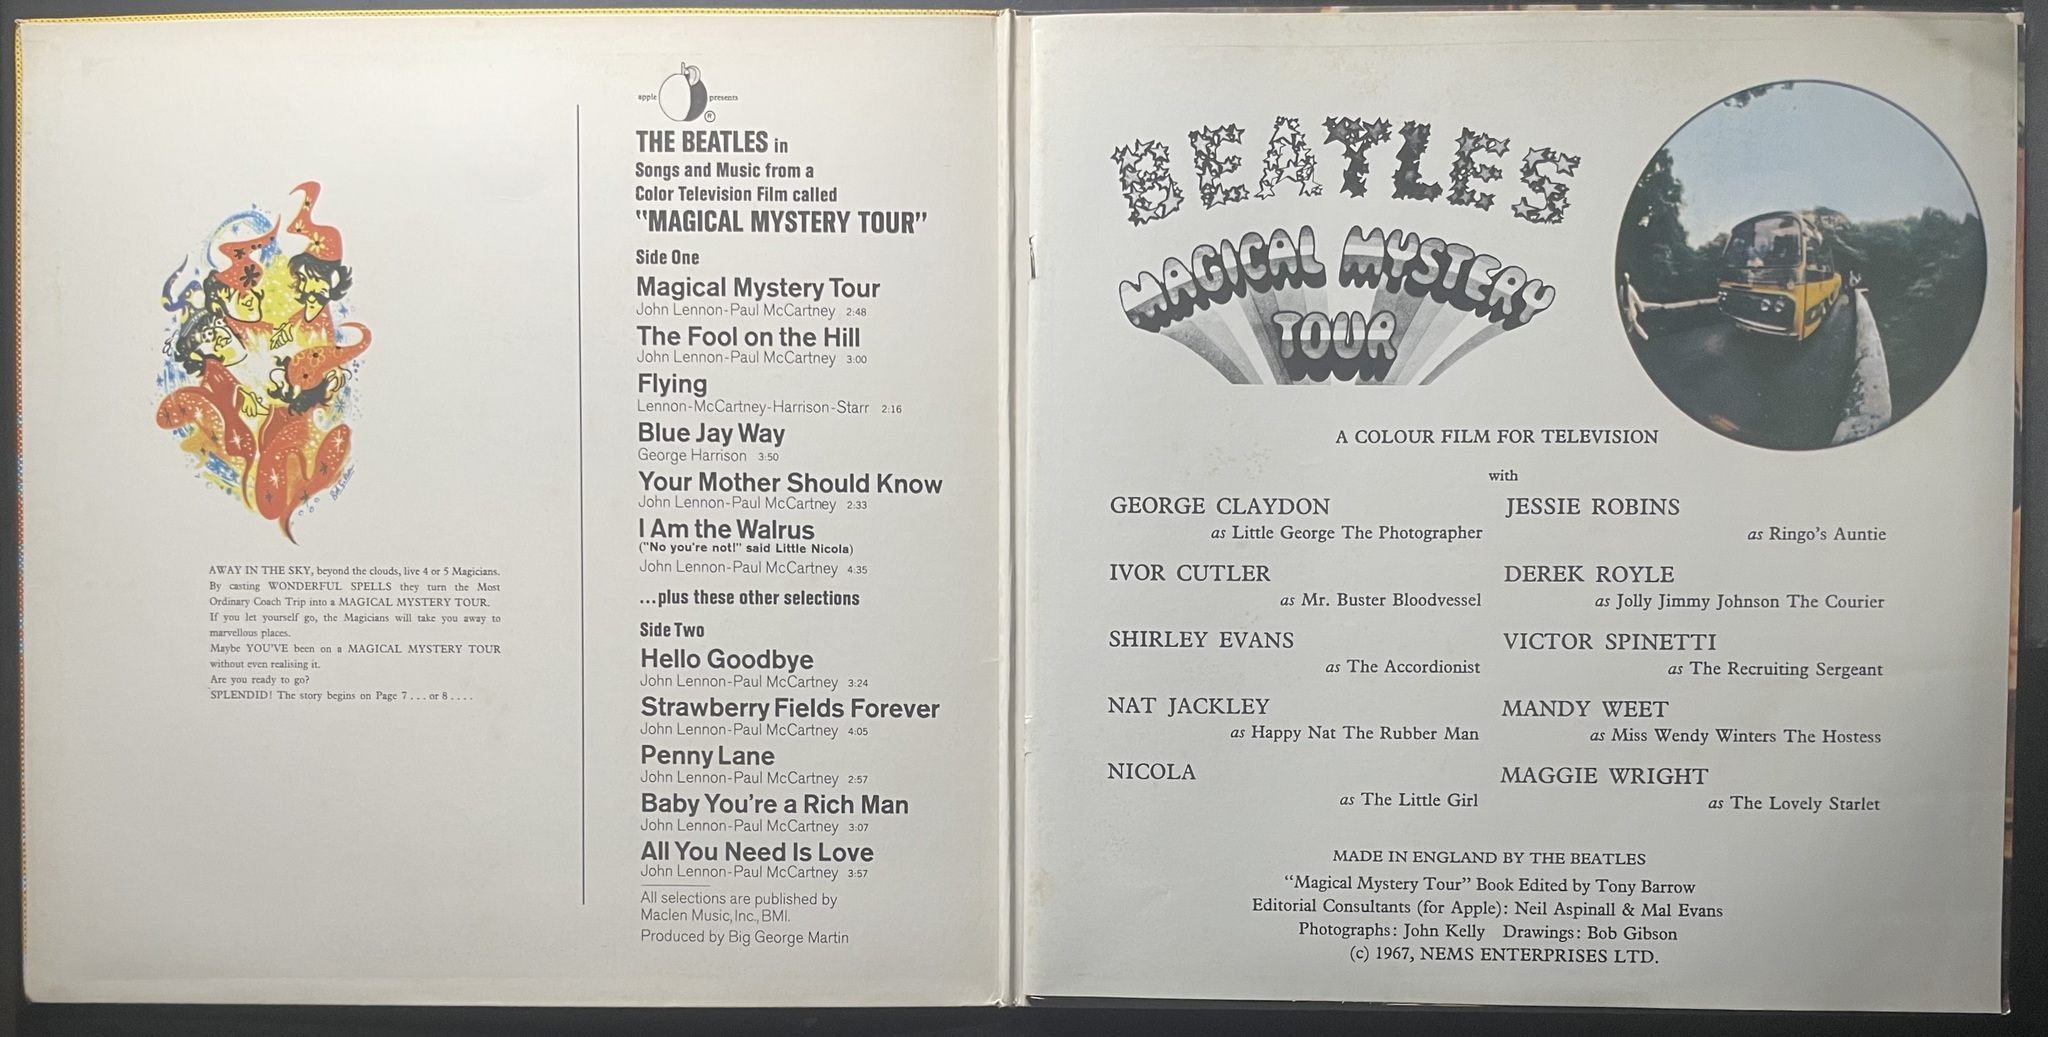 AWAY IN THE SKY, beyond the clouds, live 4 or 5 Magicians.
By casting WONDERFUL SPELLS they turn the Most
Ordinary Coach Trip into a MAGICAL MYSTERY TOUR.
If you let yourself go, the Magicians will take you away to
marvellous places.
Maybe YOU'VE been on a MAGICAL MYSTERY TOUR
without even realising it.
Are you ready to go?
SPLENDID! The story begins on Page 7 . . . or 8 . . . .
apple presents
®
THE BEATLES in
Songs and Music from a
Color Television Film called
"MAGICAL MYSTERY TOUR"
Side One
Magical Mystery Tour
John Lennon-Paul McCartney 2:48
The Fool on the Hill
John Lennon-Paul McCartney 3:00
Flying
Lennon-McCartney-Harrison-Starr 2:16
Blue Jay Way
George Harrison 3:50
Your Mother Should Know
John Lennon-Paul McCartney 2:33
I Am the Walrus
("No you're not!" said Little Nicola)
John Lennon-Paul McCartney 4:35
...plus these other selections
Side Two
Hello Goodbye
John Lennon-Paul McCartney 3:24
Strawberry Fields Forever
John Lennon-Paul McCartney 4:05
Penny Lane
John Lennon-Paul McCartney 2:57
Baby You're a Rich Man
John Lennon-Paul McCartney 3:07
All You Need Is Love
John Lennon-Paul McCartney 3:57
All selections are published by
Maclen Music, Inc., BMI.
Produced by Big George Martin
BEATLES
MAGICAL MYSTERY
TOUR
A COLOUR FILM FOR TELEVISION
with
GEORGE CLAYDON
as Little George The Photographer
JESSIE ROBINS
as Ringo's Auntie
IVOR CUTLER
as Mr. Buster Bloodvessel
DEREK ROYLE
as Jolly Jimmy Johnson The Courier
SHIRLEY EVANS
as The Accordionist
VICTOR SPINETTI
as The Recruiting Sergeant
NAT JACKLEY
as Happy Nat The Rubber Man
MANDY WEET
as Miss Wendy Winters The Hostess
NICOLA
as The Little Girl
MAGGIE WRIGHT
as The Lovely Starlet
MADE IN ENGLAND BY THE BEATLES
"Magical Mystery Tour" Book Edited by Tony Barrow
Editorial Consultants (for Apple): Neil Aspinall & Mal Evans
Photographs: John Kelly Drawings: Bob Gibson
(c) 1967, NEMS ENTERPRISES LTD.